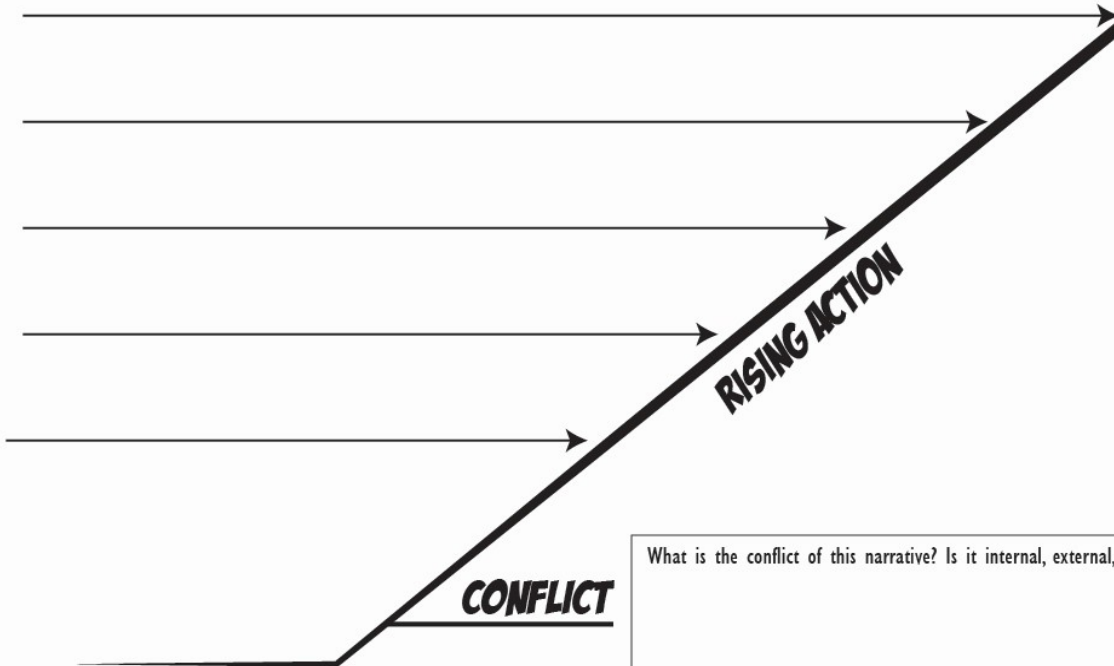 RISING ACTION
What is the conflict of this narrative? Is it internal, external,
CONFLICT